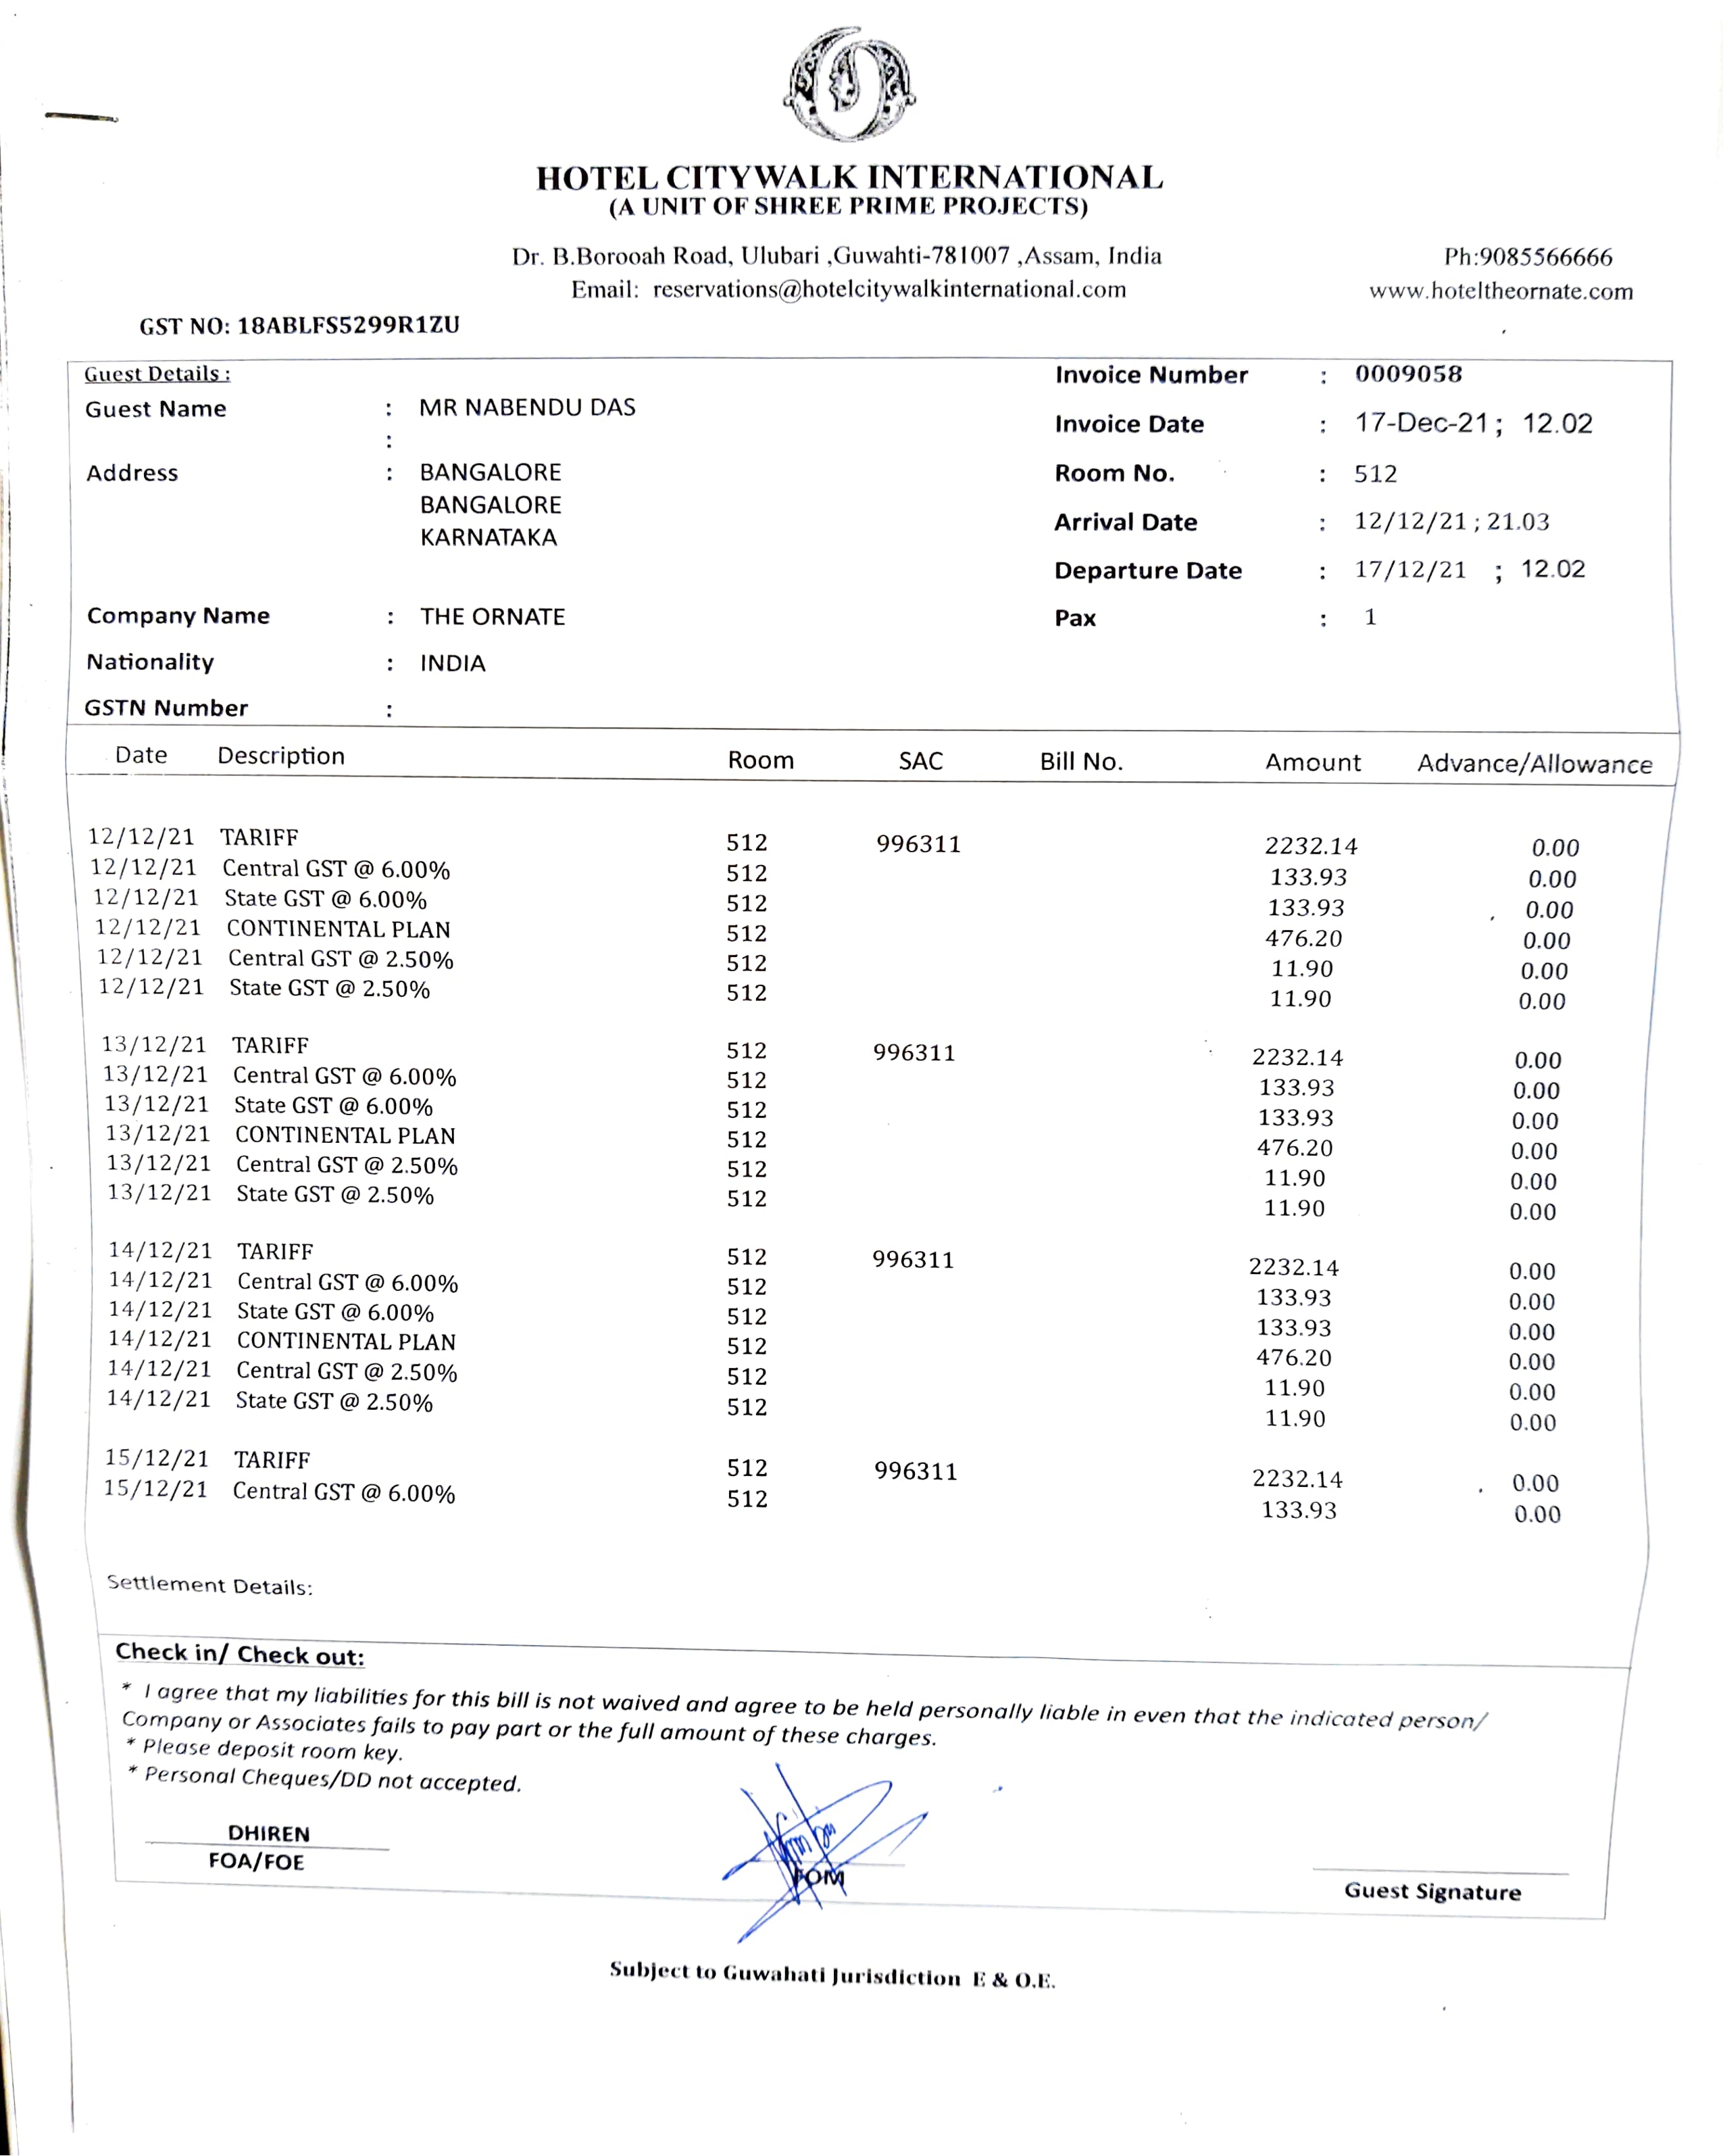 HOTEL CITYWALK INTERNATIONAL
(A UNIT OF SHREE PRIME PROJECTS)
Dr. B.Borooah Road, Ulubari ,Guwahti-781007 ,Assam, India Ph:9085566666
Email: reservations@hotelcitywalkinternational.com www.hoteltheornate.com
GST NO: 18ABLFS5299R1ZU
Guest Details : Invoice Number : 0009058
Guest Name : MR NABENDU DAS
: Invoice Date : 17-Dec-21 ; 12.02
Address : BANGALORE Room No. : 512
BANGALORE
KARNATAKA Arrival Date : 12/12/21 ; 21.03
Departure Date : 17/12/21 ; 12.02
Company Name : THE ORNATE Pax : 1
Nationality : INDIA
GSTN Number :
Date Description Room SAC Bill No. Amount Advance/Allowance
12/12/21 TARIFF 512 996311 2232.14 0.00
12/12/21 Central GST @ 6.00% 512 133.93 0.00
12/12/21 State GST @ 6.00% 512 133.93 0.00
12/12/21 CONTINENTAL PLAN 512 476.20 0.00
12/12/21 Central GST @ 2.50% 512 11.90 0.00
12/12/21 State GST @ 2.50% 512 11.90 0.00
13/12/21 TARIFF 512 996311 2232.14 0.00
13/12/21 Central GST @ 6.00% 512 133.93 0.00
13/12/21 State GST @ 6.00% 512 133.93 0.00
13/12/21 CONTINENTAL PLAN 512 476.20 0.00
13/12/21 Central GST @ 2.50% 512 11.90 0.00
13/12/21 State GST @ 2.50% 512 11.90 0.00
14/12/21 TARIFF 512 996311 2232.14 0.00
14/12/21 Central GST @ 6.00% 512 133.93 0.00
14/12/21 State GST @ 6.00% 512 133.93 0.00
14/12/21 CONTINENTAL PLAN 512 476.20 0.00
14/12/21 Central GST @ 2.50% 512 11.90 0.00
14/12/21 State GST @ 2.50% 512 11.90 0.00
15/12/21 TARIFF 512 996311 2232.14 0.00
15/12/21 Central GST @ 6.00% 512 133.93 0.00
Settlement Details:
Check in/ Check out:
* I agree that my liabilities for this bill is not waived and agree to be held personally liable in even that the indicated person/
Company or Associates fails to pay part or the full amount of these charges.
* Please deposit room key.
* Personal Cheques/DD not accepted.
DHIREN
FOA/FOE FOM Guest Signature
Subject to Guwahati Jurisdiction E & O.E.